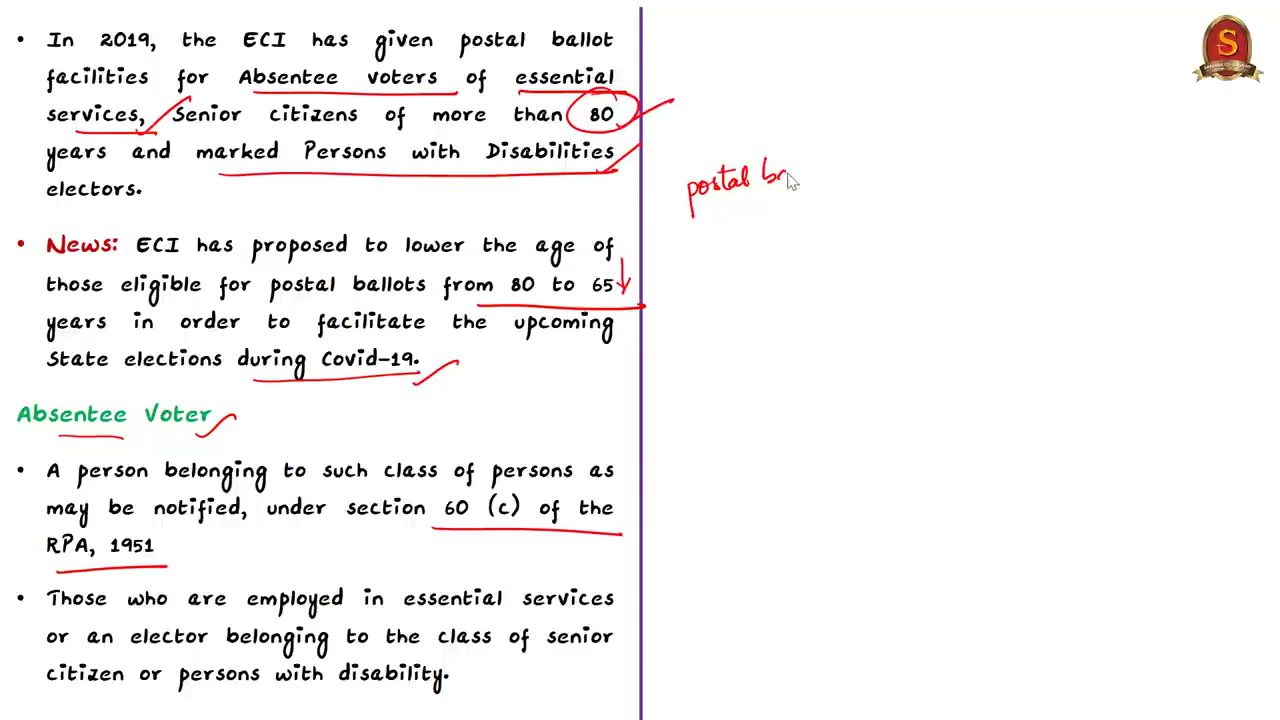 • In 2019, the ECI has given postal ballot
facilities for Absentee voters of essential
services, Senior citizens of more than 80
years and marked Persons with Disabilities
electors.
• News: ECI has proposed to lower the age of
those eligible for postal ballots from 80 to 65
years in order to facilitate the upcoming
State elections during Covid-19.
Absentee Voter
• A person belonging to such class of persons as
may be notified, under section 60 (c) of the
RPA, 1951
• Those who are employed in essential services
or an elector belonging to the class of senior
citizen or persons with disability.
postal ba
S